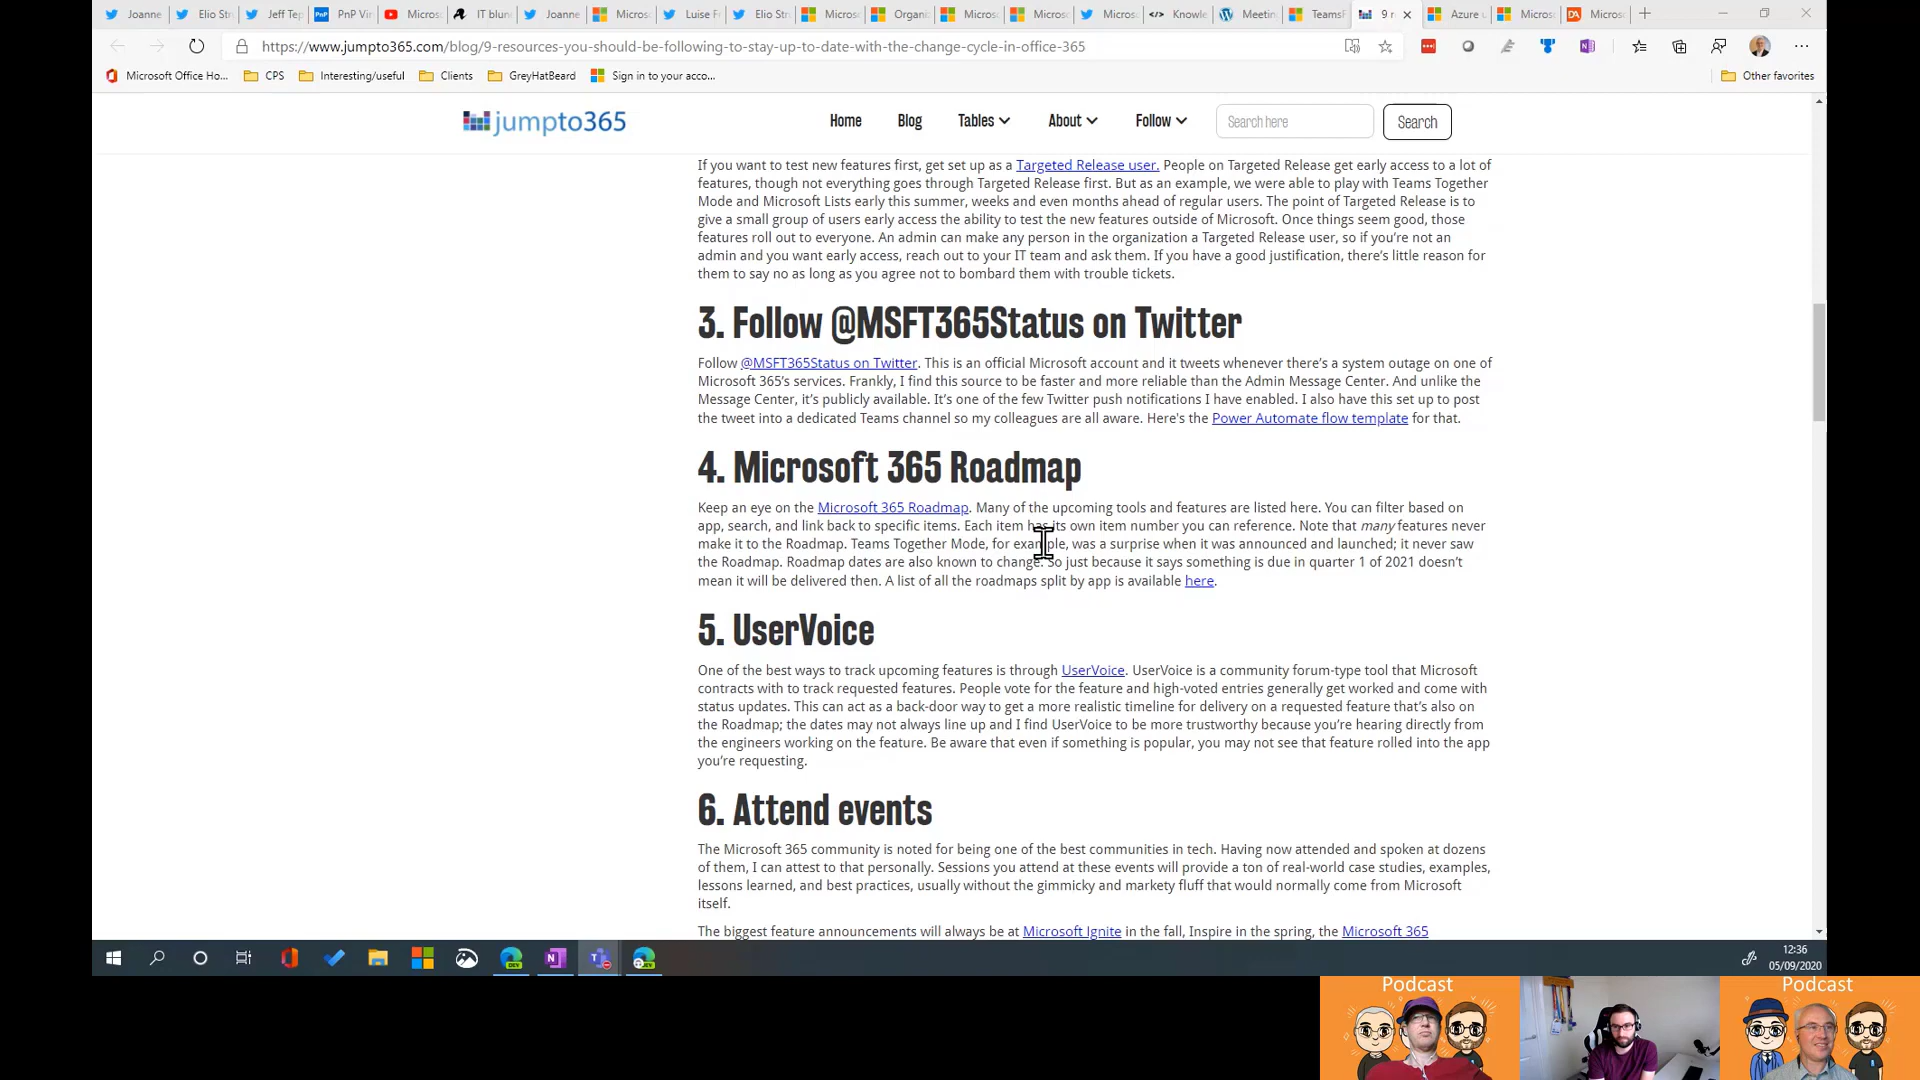 Joanne
Elio Str
Jeff Tep
PnP
PnP Vir
Micros
IT blun
Joanne
Micros
Luise F
Elio Str
Micros
Organi
Micros
Micros
Micros
Knowle
Meetin
TeamsF
9 r
Azure
Micros
DA
Micros
https://www.jumpto365.com/blog/9-resources-you-should-be-following-to-stay-up-to-date-with-the-change-cycle-in-office-365
Microsoft Office Ho...
CPS
Interesting/useful
Clients
GreyHatBeard
Sign in to your acco...
Other favorites
jumpto365
Home
Blog
Tables
About
Follow
Search here
Search
If you want to test new features first, get set up as a Targeted Release user. People on Targeted Release get early access to a lot of
features, though not everything goes through Targeted Release first. But as an example, we were able to play with Teams Together
Mode and Microsoft Lists early this summer, weeks and even months ahead of regular users. The point of Targeted Release is to
give a small group of users early access the ability to test the new features outside of Microsoft. Once things seem good, those
features roll out to everyone. An admin can make any person in the organization a Targeted Release user, so if you're not an
admin and you want early access, reach out to your IT team and ask them. If you have a good justification, there's little reason for
them to say no as long as you agree not to bombard them with trouble tickets.
3. Follow @MSFT365Status on Twitter
Follow @MSFT365Status on Twitter. This is an official Microsoft account and it tweets whenever there's a system outage on one of
Microsoft 365's services. Frankly, I find this source to be faster and more reliable than the Admin Message Center. And unlike the
Message Center, it's publicly available. It's one of the few Twitter push notifications I have enabled. I also have this set up to post
the tweet into a dedicated Teams channel so my colleagues are all aware. Here's the Power Automate flow template for that.
4. Microsoft 365 Roadmap
Keep an eye on the Microsoft 365 Roadmap. Many of the upcoming tools and features are listed here. You can filter based on
app, search, and link back to specific items. Each item has its own item number you can reference. Note that many features never
make it to the Roadmap. Teams Together Mode, for example, was a surprise when it was announced and launched; it never saw
the Roadmap. Roadmap dates are also known to change. So just because it says something is due in quarter 1 of 2021 doesn't
mean it will be delivered then. A list of all the roadmaps split by app is available here.
5. UserVoice
One of the best ways to track upcoming features is through UserVoice. UserVoice is a community forum-type tool that Microsoft
contracts with to track requested features. People vote for the feature and high-voted entries generally get worked and come with
status updates. This can act as a back-door way to get a more realistic timeline for delivery on a requested feature that's also on
the Roadmap; the dates may not always line up and I find UserVoice to be more trustworthy because you're hearing directly from
the engineers working on the feature. Be aware that even if something is popular, you may not see that feature rolled into the app
you're requesting.
6. Attend events
The Microsoft 365 community is noted for being one of the best communities in tech. Having now attended and spoken at dozens
of them, I can attest to that personally. Sessions you attend at these events will provide a ton of real-world case studies, examples,
lessons learned, and best practices, usually without the gimmicky and markety fluff that would normally come from Microsoft
itself.
The biggest feature announcements will always be at Microsoft Ignite in the fall, Inspire in the spring, the Microsoft 365
12:36
05/09/2020
Podcast
Podcast